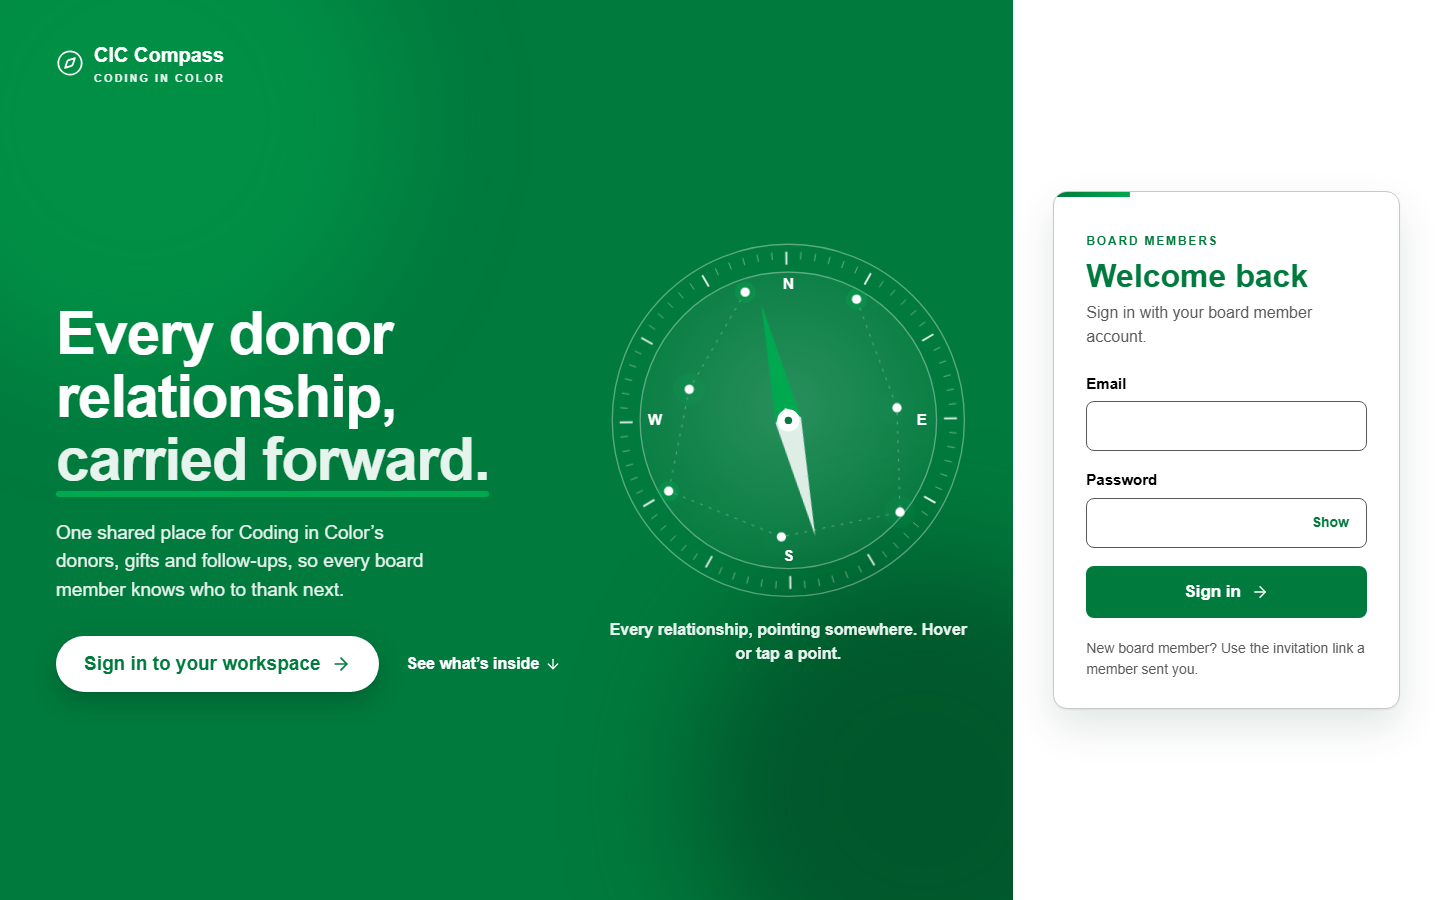 CIC Compass
CODING IN COLOR
Every donor
relationship,
carried forward.
One shared place for Coding in Color’s
donors, gifts and follow-ups, so every board
member knows who to thank next.
Sign in to your workspace
See what’s inside
N
W
E
S
Every relationship, pointing somewhere. Hover
or tap a point.
BOARD MEMBERS
Welcome back
Sign in with your board member
account.
Email
Password
Show
Sign in
New board member? Use the invitation link a
member sent you.